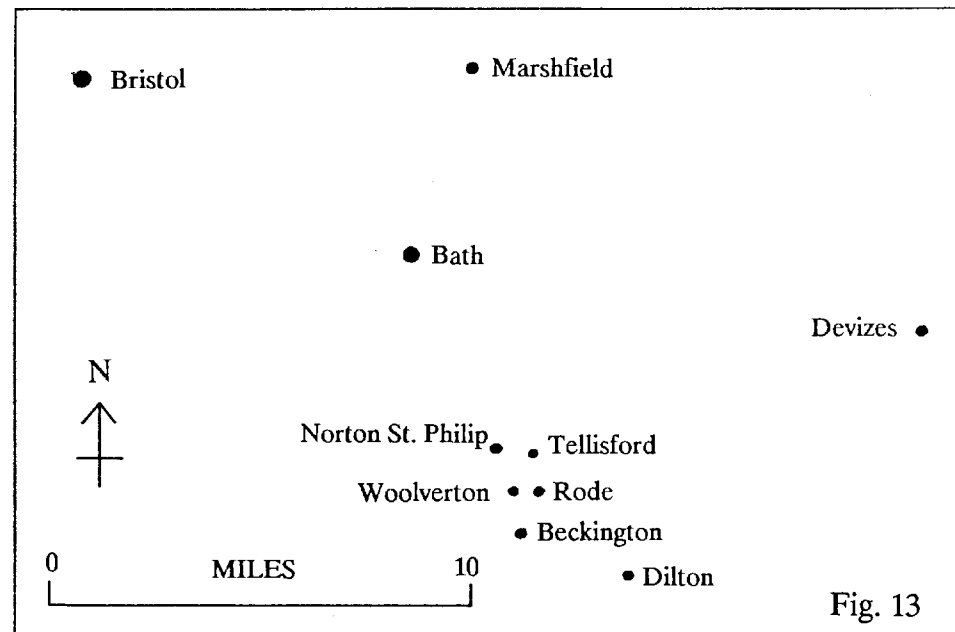 Bristol
Marshfield
Bath
Devizes
N
Norton St. Philip
Tellisford
Woolverton
Rode
Beckington
0 MILES 10
Dilton
Fig. 13